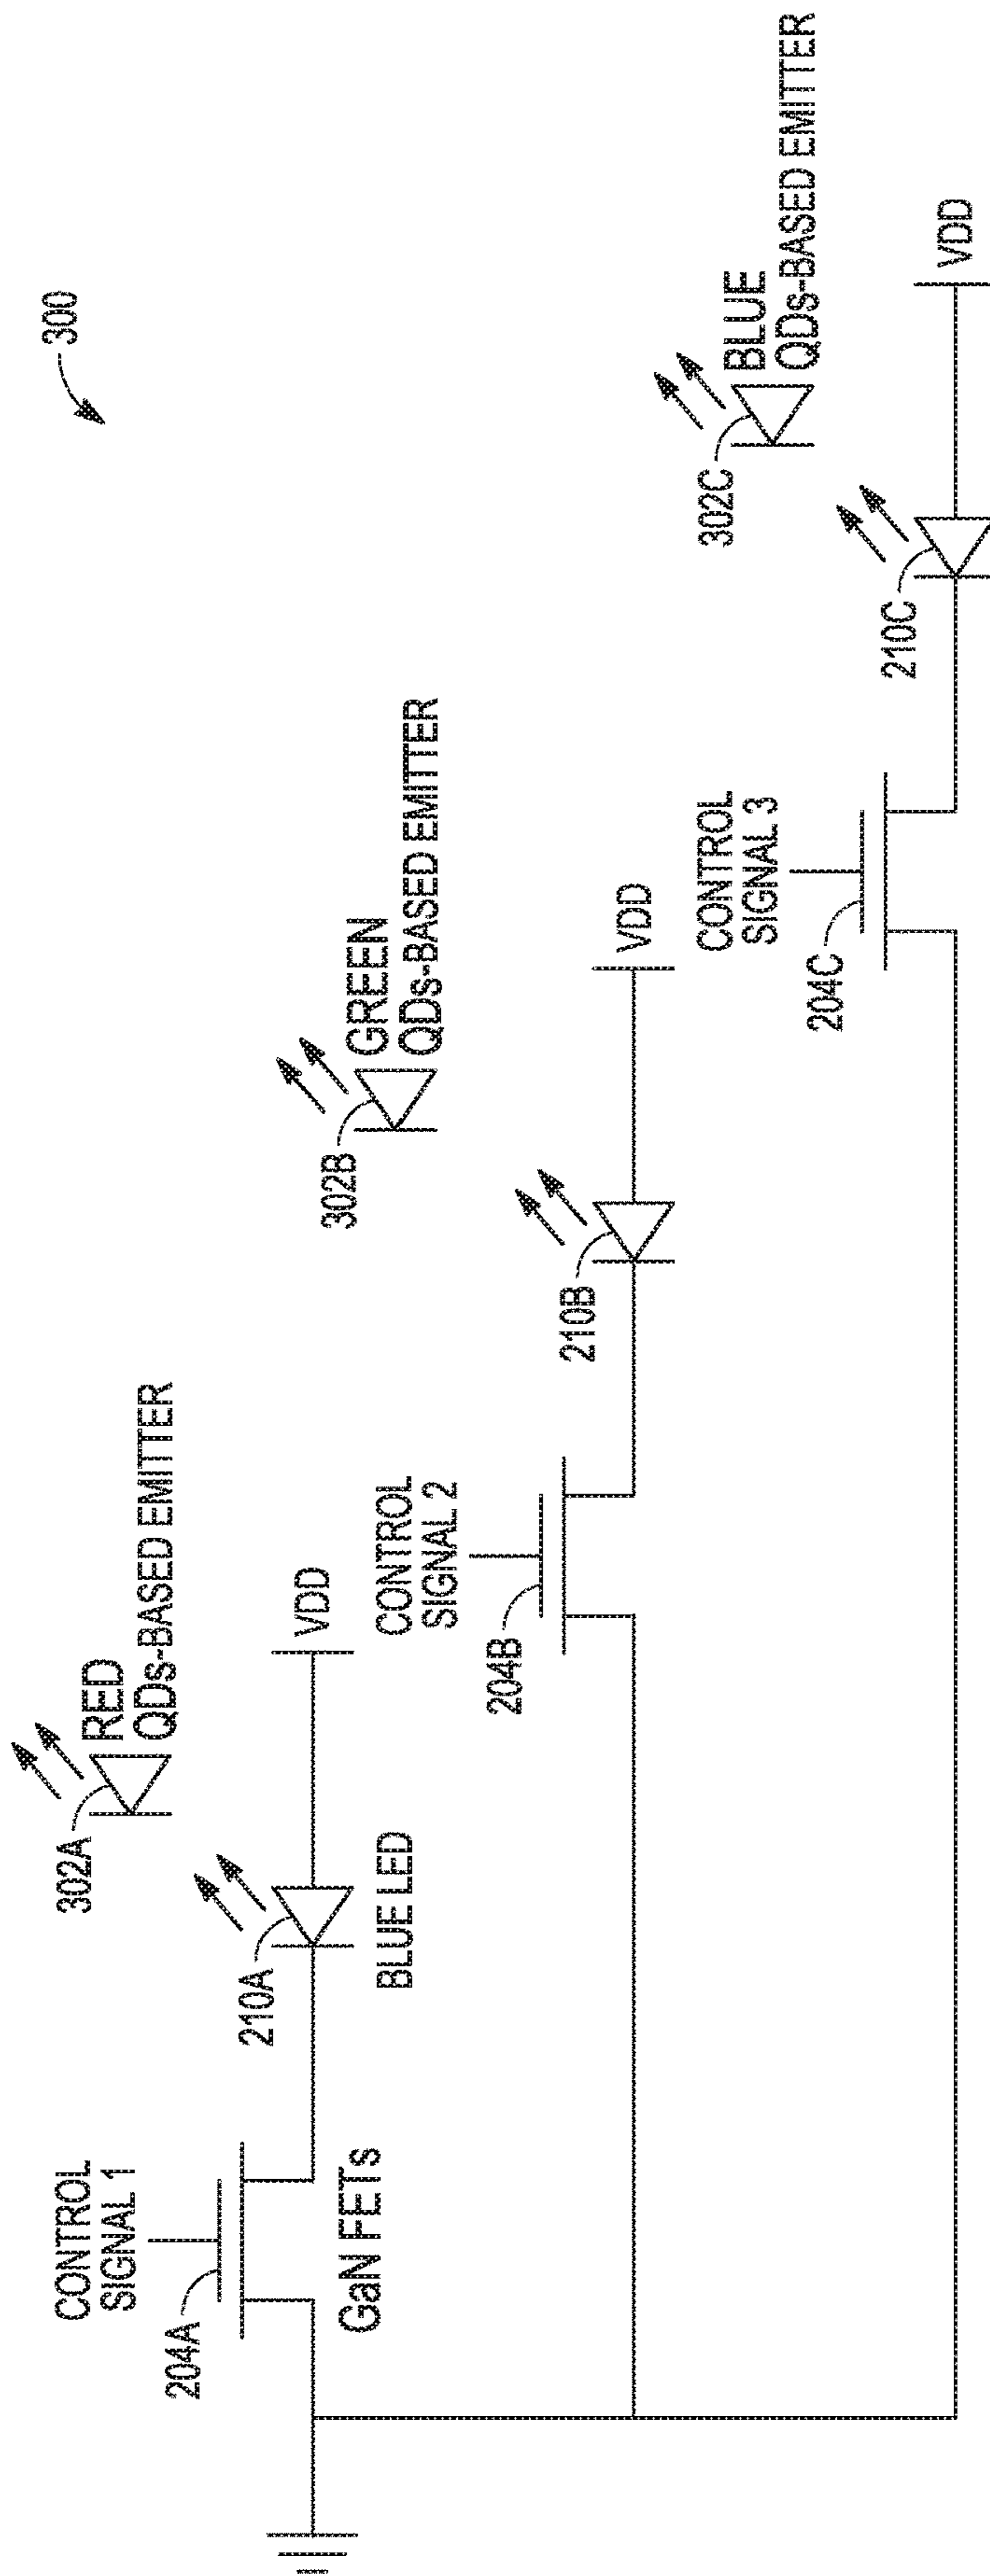 300
302A
RED
QDs-BASED EMITTER
CONTROL
SIGNAL 1
204A
210A
VDD
GaN FETs
BLUE LED
302B
GREEN
QDs-BASED EMITTER
CONTROL
SIGNAL 2
204B
210B
VDD
302C
BLUE
QDs-BASED EMITTER
CONTROL
SIGNAL 3
204C
210C
VDD